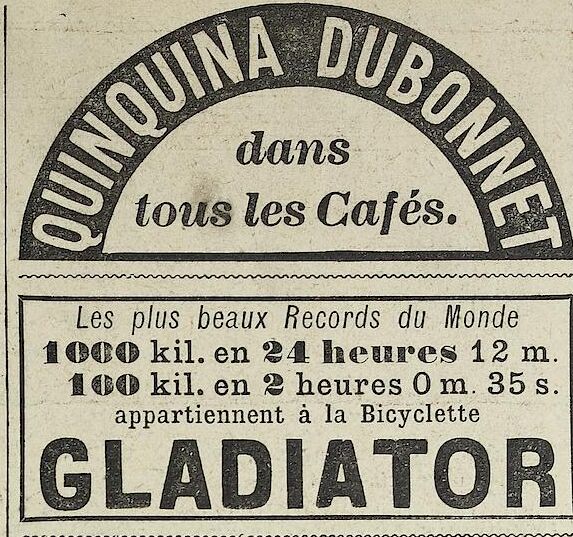 QUINQUINA DUBONNET
dans
tous les Cafés.
Les plus beaux Records du Monde
1000 kil. en 24 heures 12 m.
100 kil. en 2 heures 0 m. 35 s.
appartiennent à la Bicyclette
GLADIATOR